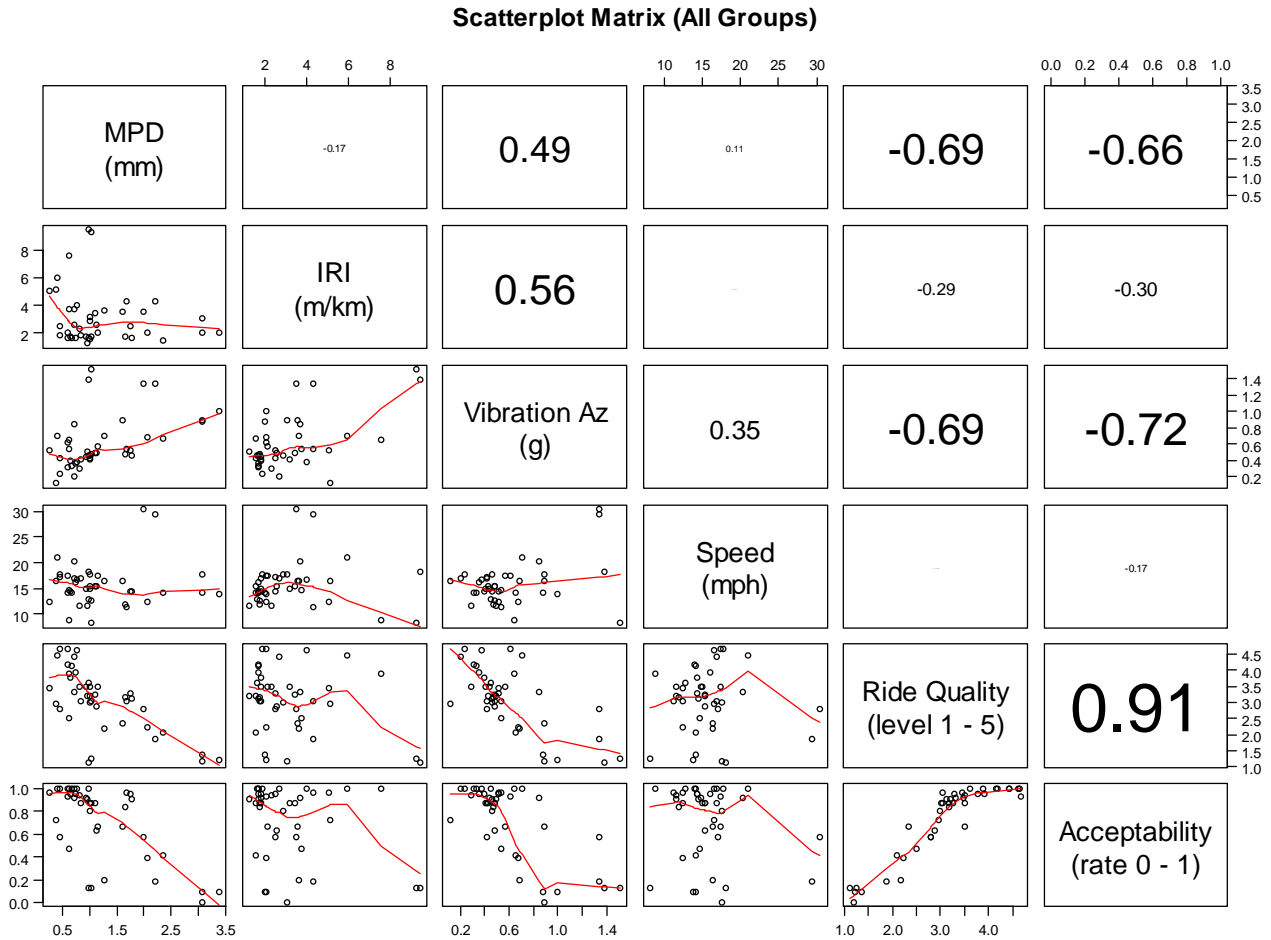 Scatterplot Matrix (All Groups)
2 4 6 8
10 15 20 25 30
0.0 0.2 0.4 0.6 0.8 1.0
MPD
(mm)
-0.17
0.49
0.11
-0.69
-0.66
3.5
3.0
2.5
2.0
1.5
1.0
0.5
8
6
4
2
IRI
(m/km)
0.56
-0.29
-0.30
Vibration Az
(g)
0.35
-0.69
-0.72
1.4
1.2
1.0
0.8
0.6
0.4
0.2
30
25
20
15
10
Speed
(mph)
-0.17
Ride Quality
(level 1 - 5)
0.91
4.5
4.0
3.5
3.0
2.5
2.0
1.5
1.0
1.0
0.8
0.6
0.4
0.2
0.0
Acceptability
(rate 0 - 1)
0.5 1.5 2.5 3.5
0.2 0.6 1.0 1.4
1.0 2.0 3.0 4.0